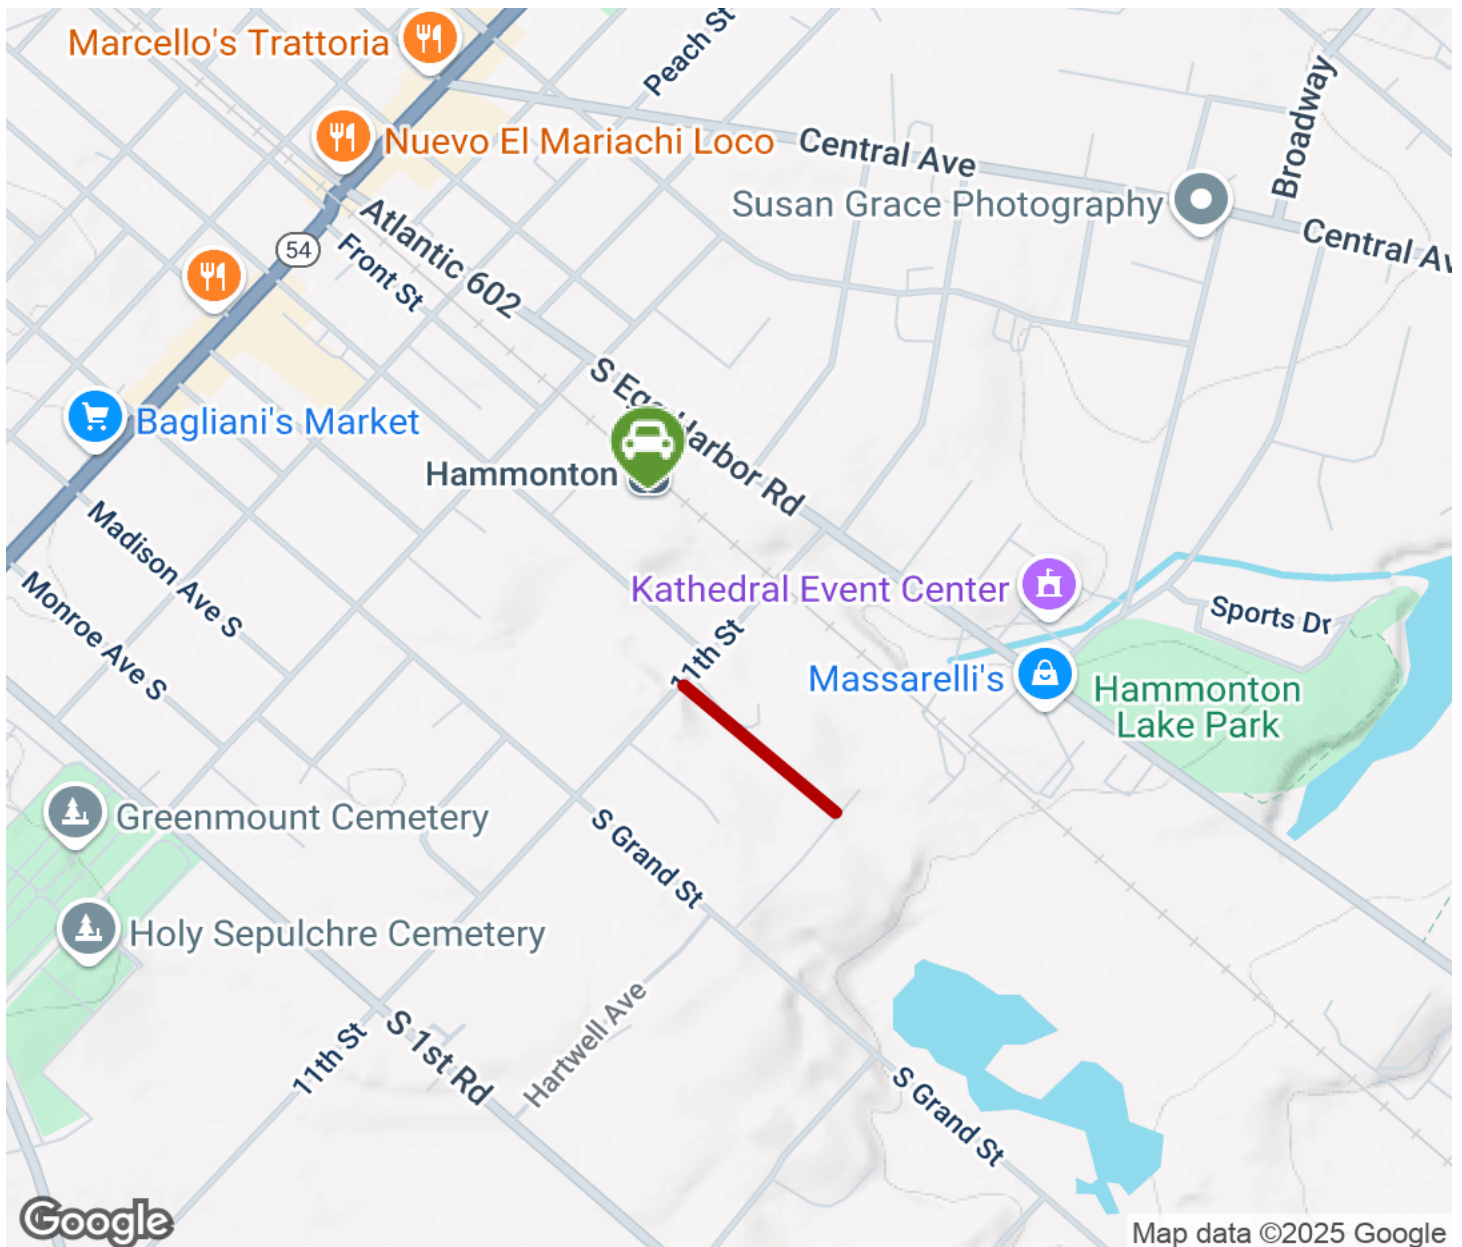 Marcello's Trattoria
Peach St
Broadway
Nuevo El Mariachi Loco
Central Ave
Susan Grace Photography
Central Av
54
Atlantic 602
Front St
S Egg Harbor Rd
Bagliani's Market
Hammonton
Madison Ave S
Monroe Ave S
Kathedral Event Center
Sports Dr
11th St
Massarelli's
Hammonton
Lake Park
Greenmount Cemetery
S Grand St
Holy Sepulchre Cemetery
Hartwell Ave
11th St
S 1st Rd
S Grand St
Google
Map data ©2025 Google